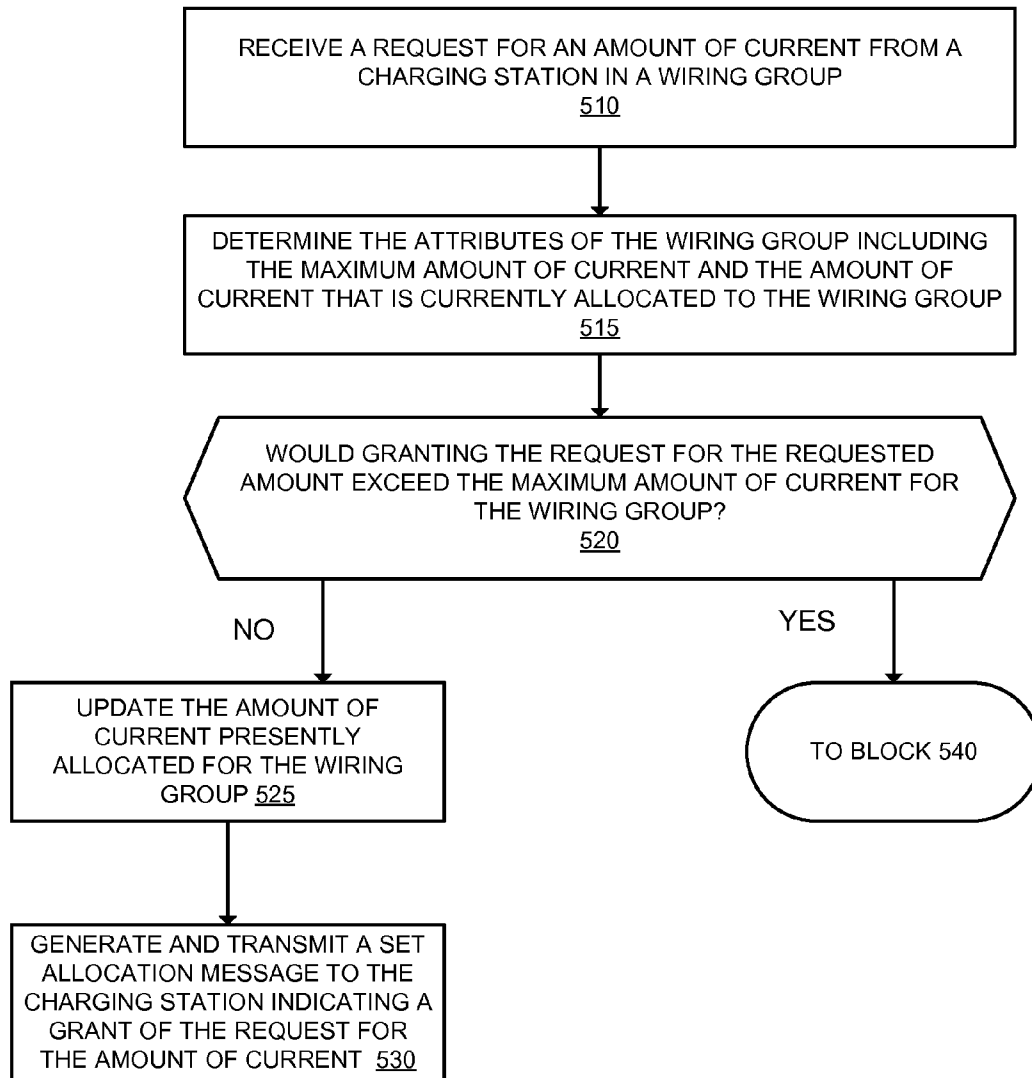 RECEIVE A REQUEST FOR AN AMOUNT OF CURRENT FROM A
CHARGING STATION IN A WIRING GROUP
510
DETERMINE THE ATTRIBUTES OF THE WIRING GROUP INCLUDING
THE MAXIMUM AMOUNT OF CURRENT AND THE AMOUNT OF
CURRENT THAT IS CURRENTLY ALLOCATED TO THE WIRING GROUP
515
WOULD GRANTING THE REQUEST FOR THE REQUESTED
AMOUNT EXCEED THE MAXIMUM AMOUNT OF CURRENT FOR
THE WIRING GROUP?
520
NO
YES
UPDATE THE AMOUNT OF
CURRENT PRESENTLY
ALLOCATED FOR THE WIRING
GROUP 525
TO BLOCK 540
GENERATE AND TRANSMIT A SET
ALLOCATION MESSAGE TO THE
CHARGING STATION INDICATING A
GRANT OF THE REQUEST FOR
THE AMOUNT OF CURRENT 530